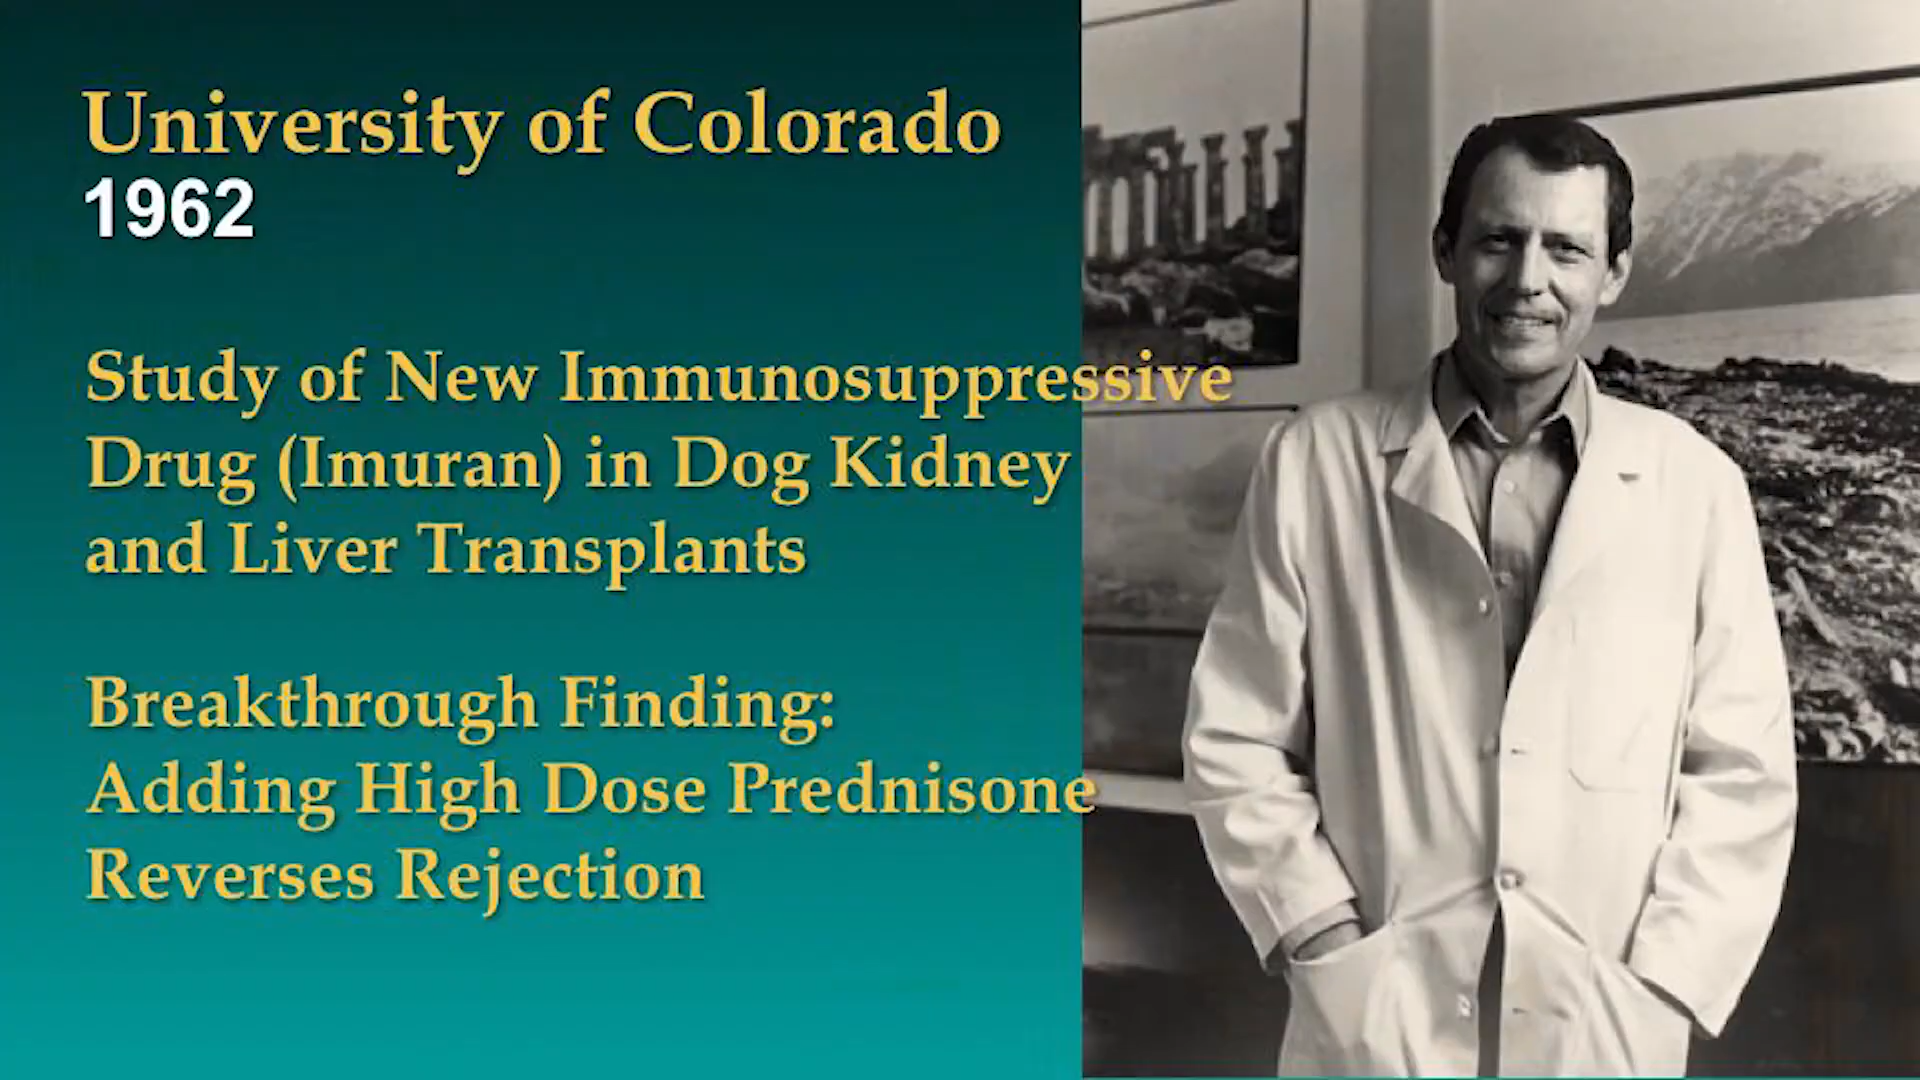 University of Colorado
1962
Study of New Immunosuppressive
Drug (Imuran) in Dog Kidney
and Liver Transplants
Breakthrough Finding:
Adding High Dose Prednisone
Reverses Rejection